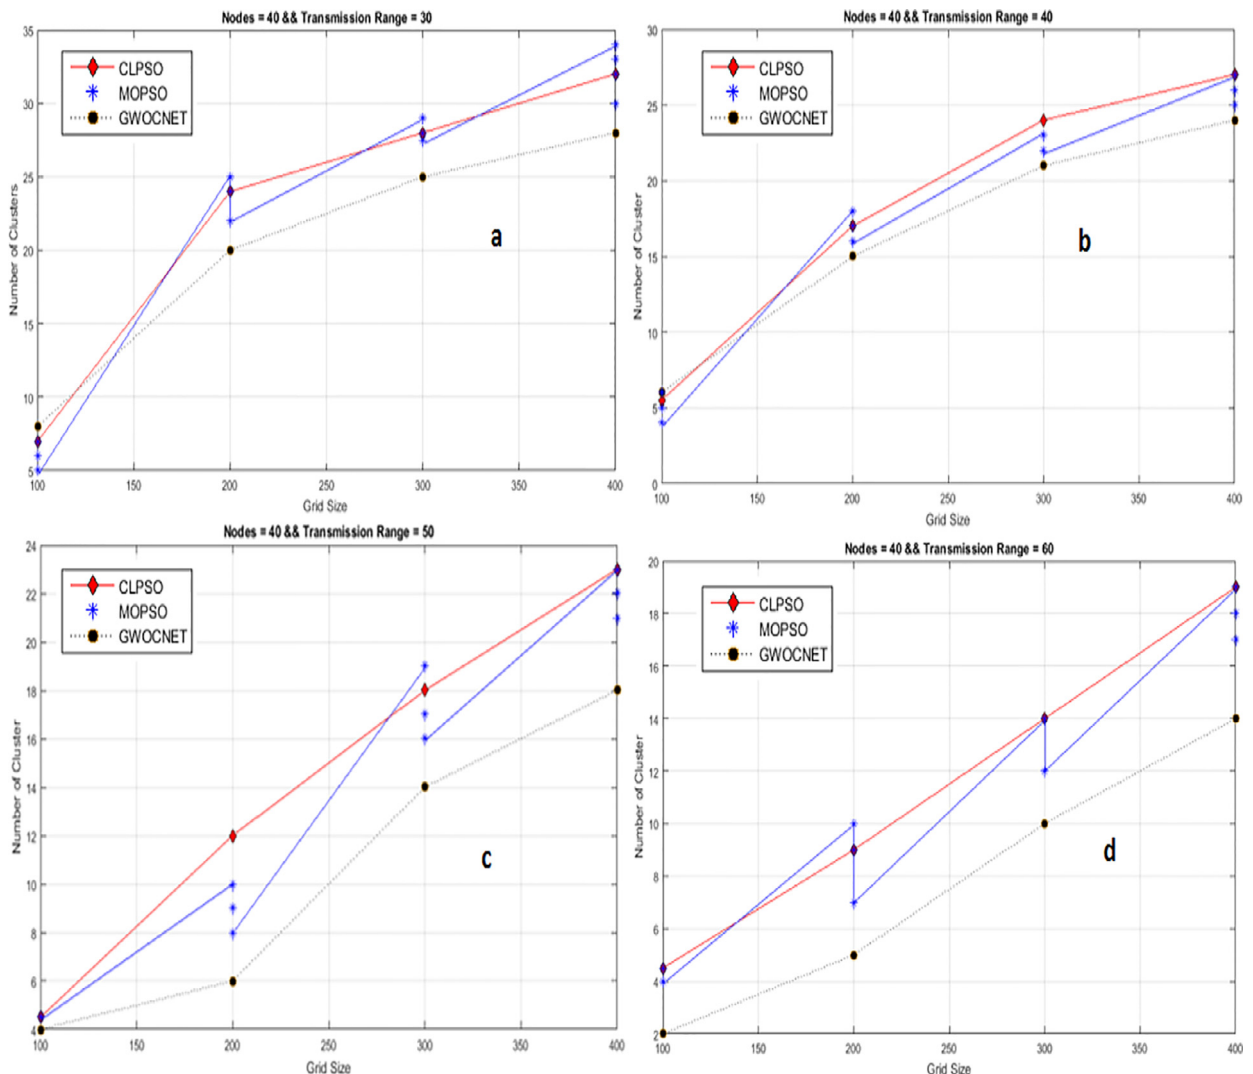 Nodes = 40 && Transmission Range = 30
35
30
25
20
15
10
5
Number of Clusters
CLPSO
MOPSO
GWOCNET
a
100 150 200 250 300 350 400
Grid Size
Nodes = 40 && Transmission Range = 40
30
25
20
15
10
5
0
Number of Cluster
CLPSO
MOPSO
GWOCNET
b
100 150 200 250 300 350 400
Grid Size
Nodes = 40 && Transmission Range = 50
24
22
20
18
16
14
12
10
8
6
4
Number of Cluster
CLPSO
MOPSO
GWOCNET
c
100 150 200 250 300 350 400
Grid Size
Nodes = 40 && Transmission Range = 60
20
18
16
14
12
10
8
6
4
2
Number of Cluster
CLPSO
MOPSO
GWOCNET
d
100 150 200 250 300 350 400
Grid Size